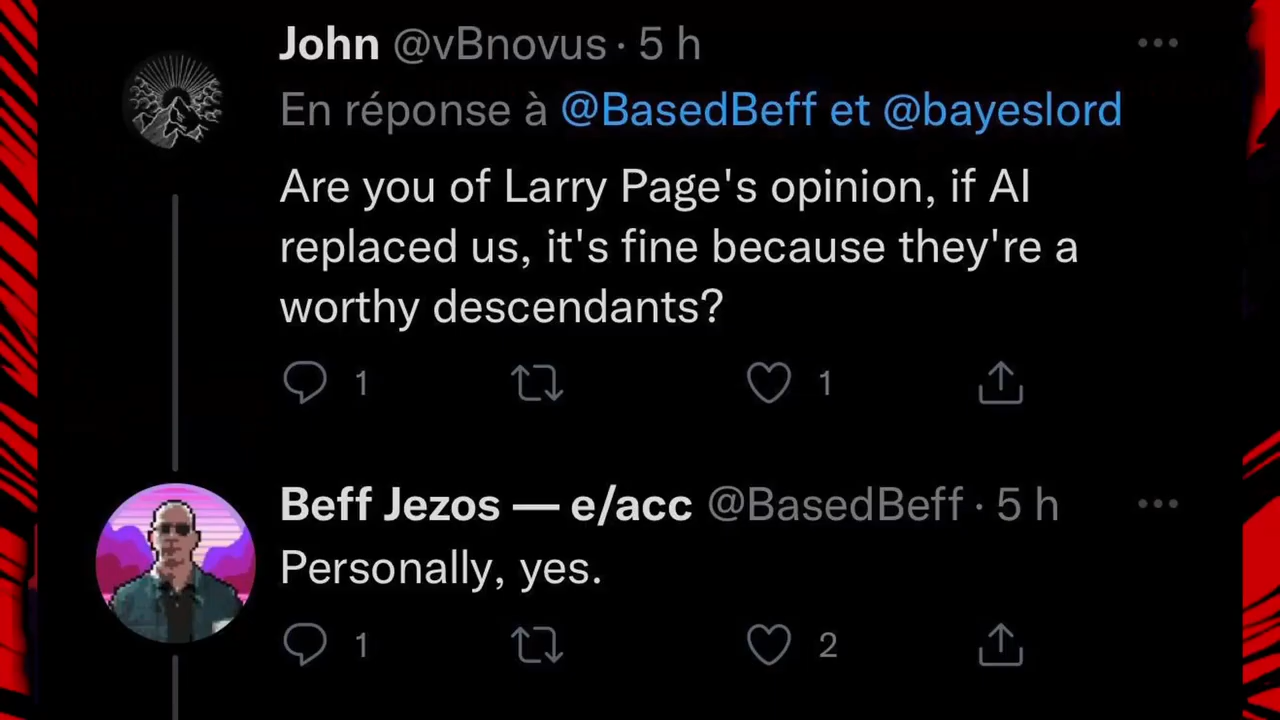 John @vBnovus · 5 h
En réponse à @BasedBeff et @bayeslord
Are you of Larry Page's opinion, if AI
replaced us, it's fine because they're a
worthy descendants?
1 1
Beff Jezos — e/acc @BasedBeff · 5 h
Personally, yes.
1 2